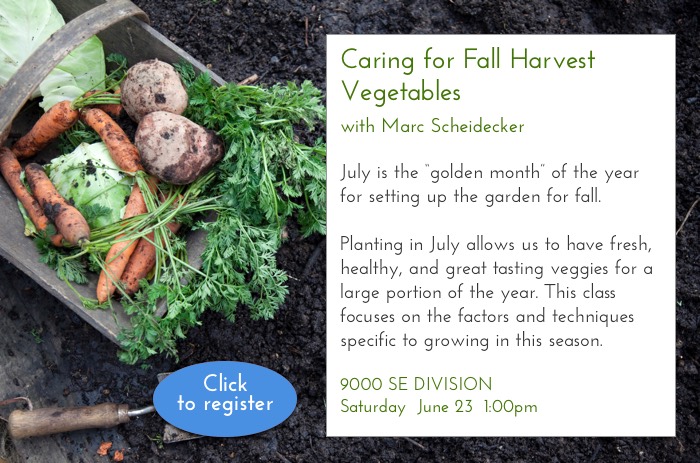 Caring for Fall Harvest
Vegetables
with Marc Scheidecker
July is the “golden month” of the year
for setting up the garden for fall.
Planting in July allows us to have fresh,
healthy, and great tasting veggies for a
large portion of the year. This class
focuses on the factors and techniques
specific to growing in this season.
9000 SE DIVISION
Saturday June 23 1:00pm
Click
to register